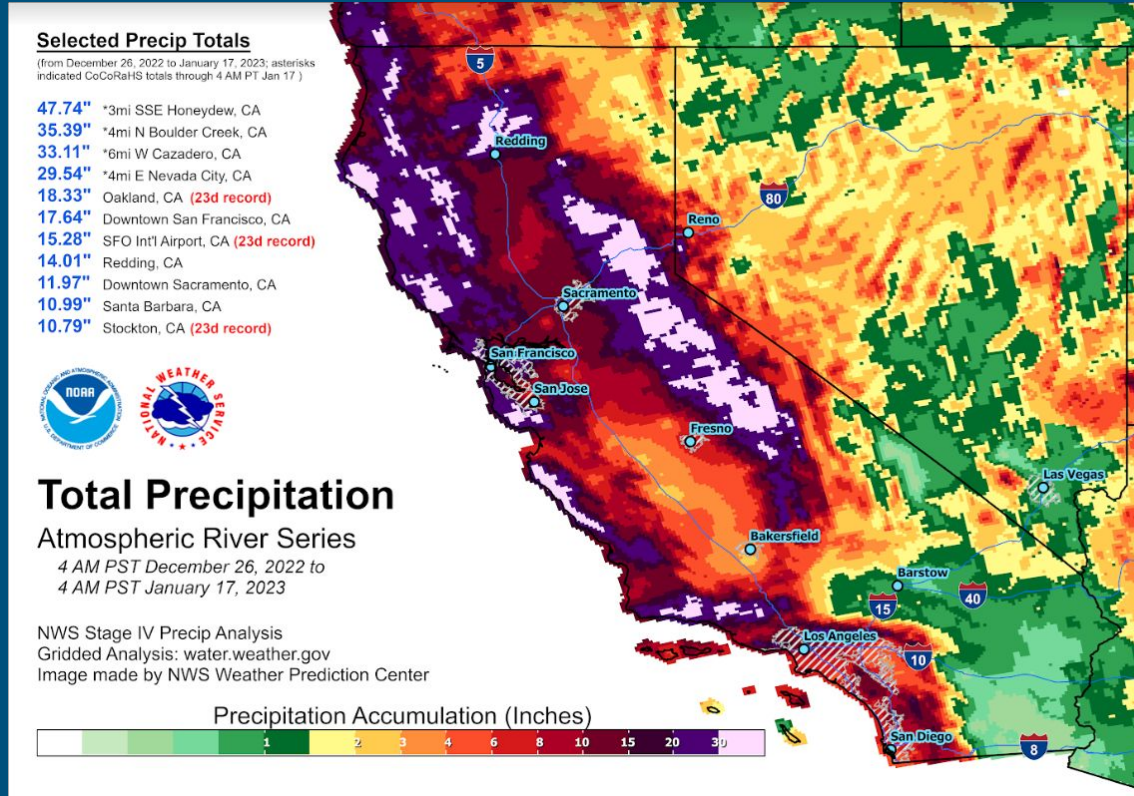 Selected Precip Totals
(from December 26, 2022 to January 17, 2023; asterisks
indicated CoCoRaHS totals through 4 AM PT Jan 17 )
47.74" *3mi SSE Honeydew, CA
35.39" *4mi N Boulder Creek, CA
33.11" *6mi W Cazadero, CA
29.54" *4mi E Nevada City, CA
18.33" Oakland, CA (23d record)
17.64" Downtown San Francisco, CA
15.28" SFO Int'l Airport, CA (23d record)
14.01" Redding, CA
11.97" Downtown Sacramento, CA
10.99" Santa Barbara, CA
10.79" Stockton, CA (23d record)
NATIONAL OCEANIC AND ATMOSPHERIC ADMINISTRATION
NOAA
U.S. DEPARTMENT OF COMMERCE
NATIONAL WEATHER SERVICE
Total Precipitation
Atmospheric River Series
4 AM PST December 26, 2022 to
4 AM PST January 17, 2023
NWS Stage IV Precip Analysis
Gridded Analysis: water.weather.gov
Image made by NWS Weather Prediction Center
Precipitation Accumulation (Inches)
1 2 3 4 6 8 10 15 20 30
5
Redding
80
Reno
Sacramento
San Francisco
San Jose
Fresno
Las Vegas
Bakersfield
Barstow
15
40
Los Angeles
10
San Diego
8